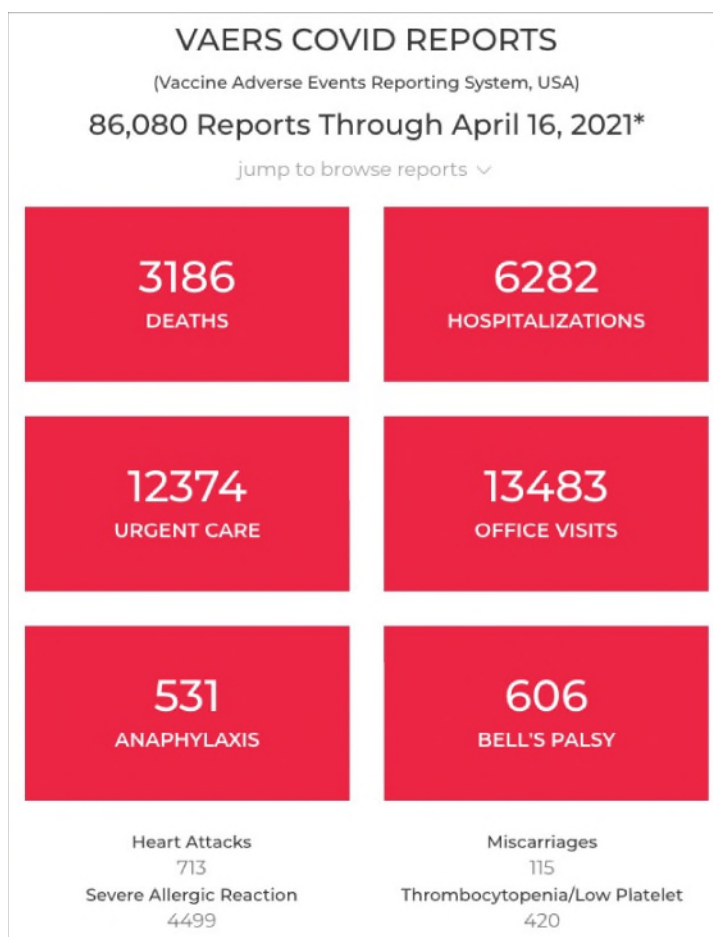 VAERS COVID REPORTS
(Vaccine Adverse Events Reporting System, USA)
86,080 Reports Through April 16, 2021*
jump to browse reports
3186
DEATHS
6282
HOSPITALIZATIONS
12374
URGENT CARE
13483
OFFICE VISITS
531
ANAPHYLAXIS
606
BELL'S PALSY
Heart Attacks
713
Miscarriages
115
Severe Allergic Reaction
4499
Thrombocytopenia/Low Platelet
420